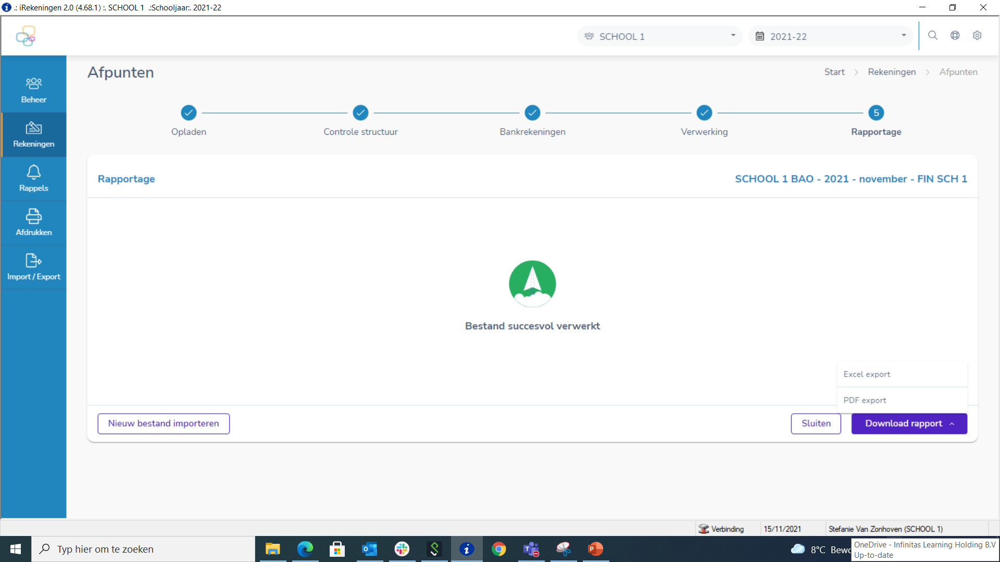 .: iRekeningen 2.0 (4.68.1) :. SCHOOL 1 .:Schooljaar:. 2021-22
SCHOOL 1
2021-22
Afpunten
Start > Rekeningen > Afpunten
Beheer
Rekeningen
Rappels
Afdrukken
Import / Export
5
Opladen
Controle structuur
Bankrekeningen
Verwerking
Rapportage
Rapportage
SCHOOL 1 BAO - 2021 - november - FIN SCH 1
Bestand succesvol verwerkt
Excel export
PDF export
Nieuw bestand importeren
Sluiten
Download rapport
Verbinding
15/11/2021
Stefanie Van Zonhoven (SCHOOL 1)
Typ hier om te zoeken
8°C Bewo
OneDrive - Infinitas Learning Holding B.V
Up-to-date